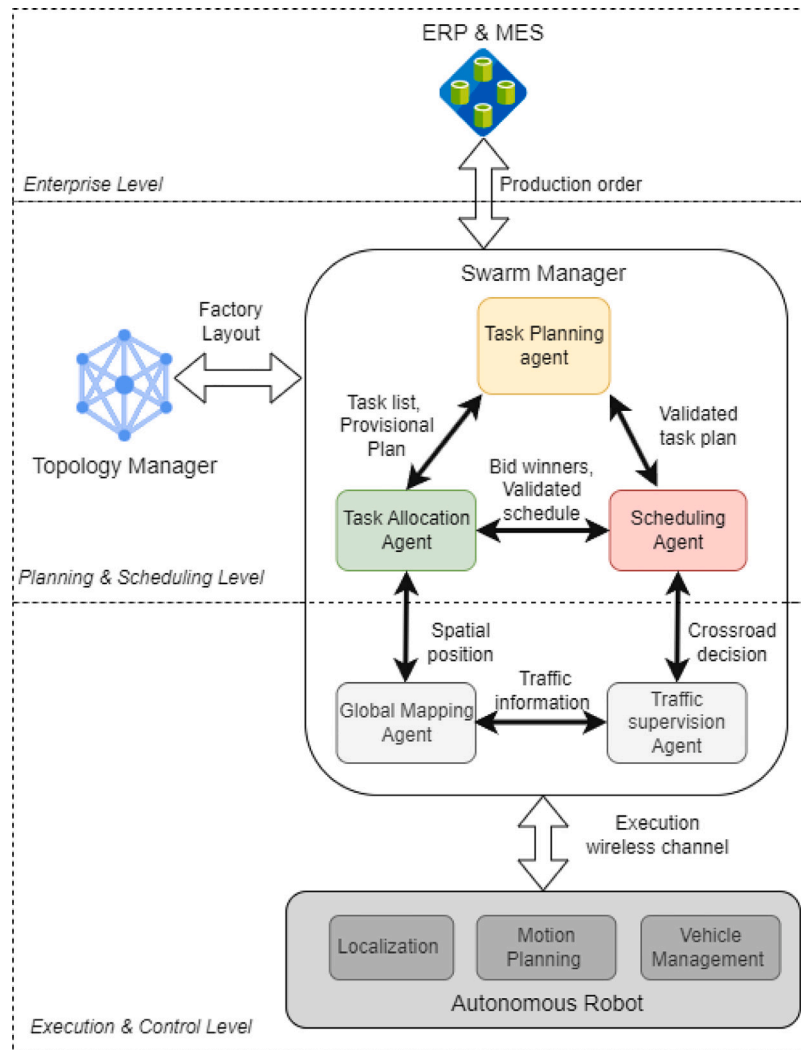 ERP & MES
Enterprise Level
Production order
Swarm Manager
Factory
Layout
Task Planning
agent
Topology Manager
Task list,
Provisional
Plan
Validated
task plan
Bid winners,
Validated
schedule
Task Allocation
Agent
Scheduling
Agent
Planning & Scheduling Level
Spatial
position
Crossroad
decision
Traffic
information
Global Mapping
Agent
Traffic
supervision
Agent
Execution
wireless channel
Localization
Motion
Planning
Vehicle
Management
Autonomous Robot
Execution & Control Level